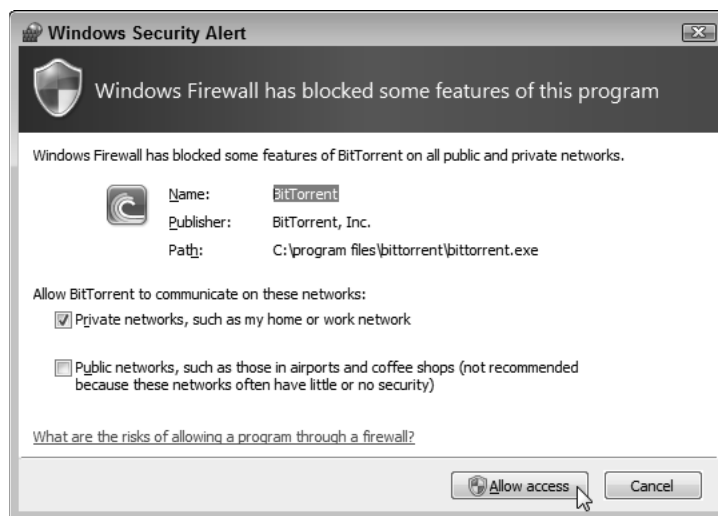 Windows Security Alert
Windows Firewall has blocked some features of this program
Windows Firewall has blocked some features of BitTorrent on all public and private networks.
Name: BitTorrent
Publisher: BitTorrent, Inc.
Path: C:\program files\bittorrent\bittorrent.exe
Allow BitTorrent to communicate on these networks:
Private networks, such as my home or work network
Public networks, such as those in airports and coffee shops (not recommended
because these networks often have little or no security)
What are the risks of allowing a program through a firewall?
Allow access Cancel